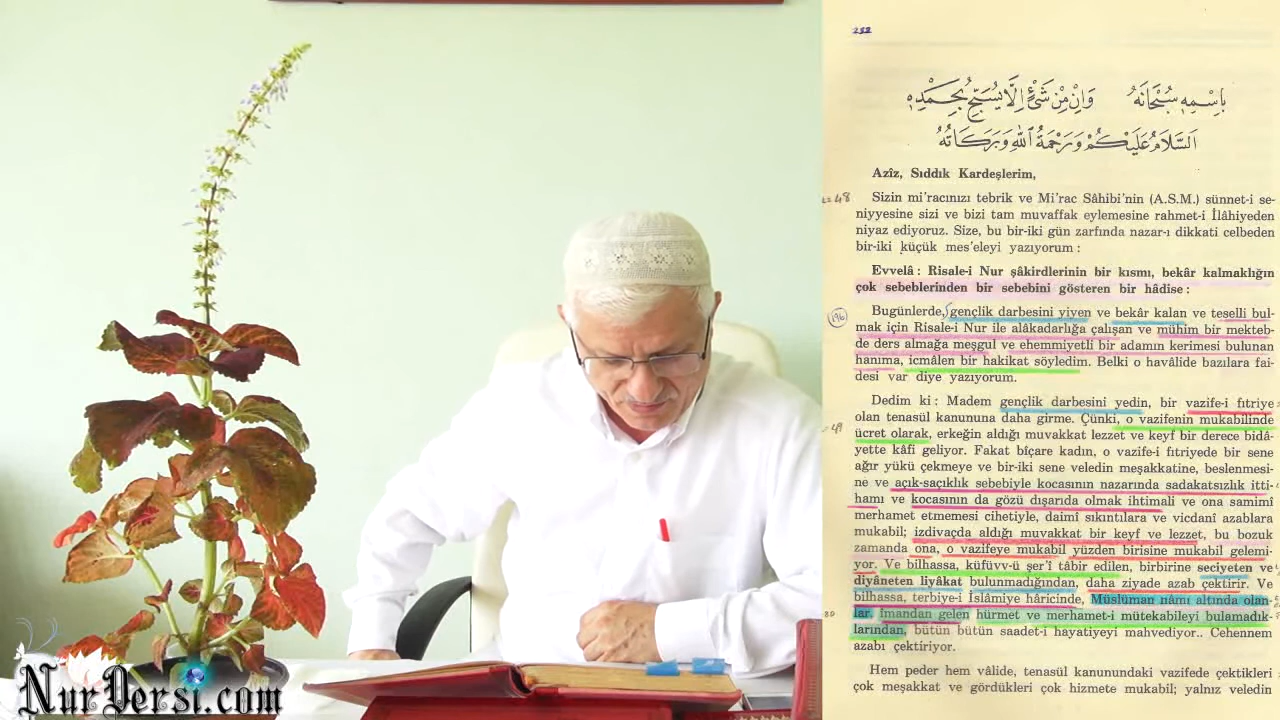 252
بِاسْمِهِ سُبْحَانَهُ وَاِنْ مِنْ شَىْءٍ اِلَّا يُسَبِّحُ بِحَمْدِهِ
اَلسَّلَامُ عَلَيْكُمْ وَرَحْمَةُ اللّٰهِ وَبَرَكَاتُهُ
Azîz, Sıddık Kardeşlerim,
48
Sizin mi'racınızı tebrik ve Mi'rac Sâhibi'nin (A.S.M.) sünnet-i se-
niyyesine sizi ve bizi tam muvaffak eylemesine rahmet-i İlâhiyeden
niyaz ediyoruz. Size, bu bir-iki gün zarfında nazar-ı dikkati celbeden
bir-iki küçük mes'eleyi yazıyorum :
Evvelâ : Risale-i Nur şâkirdlerinin bir kısmı, bekâr kalmaklığın
çok sebeblerinden bir sebebini gösteren bir hâdise :
196
Bugünlerde, gençlik darbesini yiyen ve bekâr kalan ve teselli bul-
mak için Risale-i Nur ile alâkadarlığa çalışan ve mühim bir mekteb-
de ders almağa meşgul ve ehemmiyetli bir adamın kerimesi bulunan
hanıma, icmâlen bir hakikat söyledim. Belki o havâlide bazılara fai-
desi var diye yazıyorum.
Dedim ki : Madem gençlik darbesini yedin, bir vazife-i fıtriye
olan tenasül kanununa daha girme. Çünki, o vazifenin mukabilinde
49
ücret olarak, erkeğin aldığı muvakkat lezzet ve keyf bir derece bidâ-
yette kâfi geliyor. Fakat bîçare kadın, o vazife-i fıtriyede bir sene
ağır yükü çekmeye ve bir-iki sene veledin meşakkatine, beslenmesi-
ne ve açık-saçıklık sebebiyle kocasının nazarında sadakatsızlık itti-
hamı ve kocasının da gözü dışarıda olmak ihtimali ve ona samimî
merhamet etmemesi cihetiyle, daimî sıkıntılara ve vicdanî azablara
mukabil; izdivaçda aldığı muvakkat bir keyf ve lezzet, bu bozuk
zamanda ona, o vazifeye mukabil yüzden birisine mukabil gelemi-
yor. Ve bilhassa, küfüvv-ü şer'î tâbir edilen, birbirine seciyeten ve
diyâneten liyâkat bulunmadığından, daha ziyade azab çektirir. Ve
bilhassa, terbiye-i İslâmiye hâricinde, Müslüman nâmı altında olan-
lar, îmandan gelen hürmet ve merhamet-i mütekabileyi bulamadık-
larından, bütün bütün saadet-i hayatiyeyi mahvediyor.. Cehennem
azabı çektiriyor.
Hem peder hem vâlide, tenasül kanunundaki vazifede çektikleri
çok meşakkat ve gördükleri çok hizmete mukabil; yalnız veledin
NurDersi.com